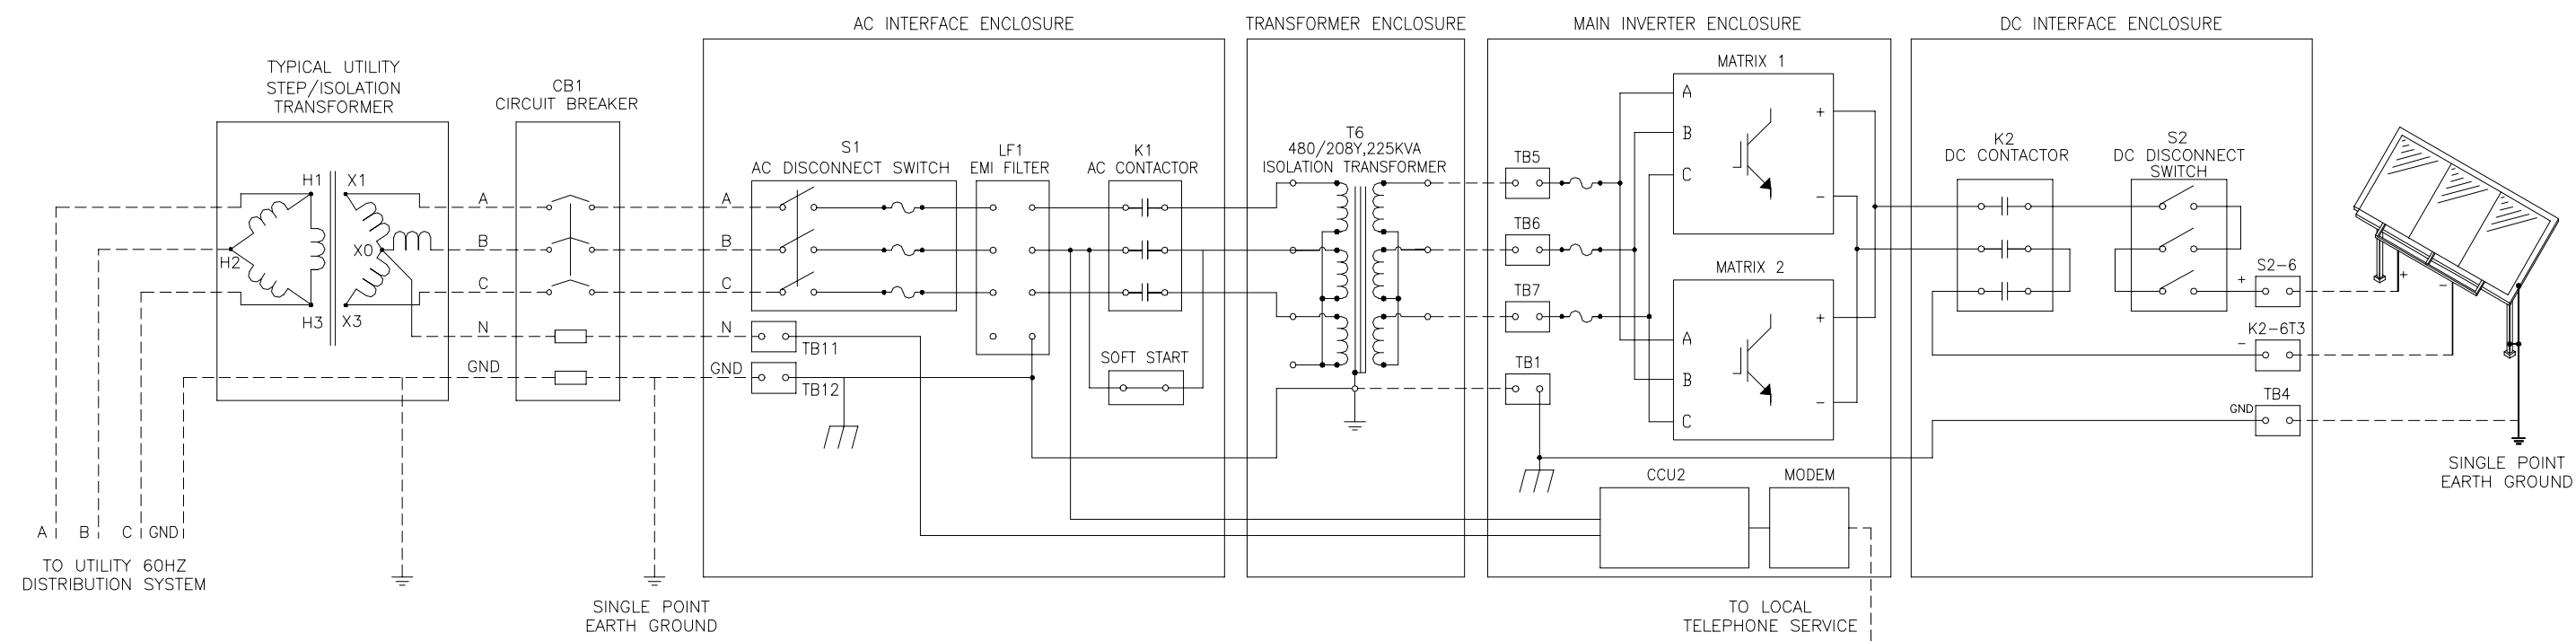 AC INTERFACE ENCLOSURE
TRANSFORMER ENCLOSURE
MAIN INVERTER ENCLOSURE
DC INTERFACE ENCLOSURE
TYPICAL UTILITY
STEP/ISOLATION
TRANSFORMER
H1
X1
H2
X0
H3
X3
CB1
CIRCUIT BREAKER
A
B
C
N
GND
A
B
C
N
GND
S1
AC DISCONNECT SWITCH
TB11
TB12
LF1
EMI FILTER
K1
AC CONTACTOR
SOFT START
T6
480/208Y,225KVA
ISOLATION TRANSFORMER
TB5
TB6
TB7
TB1
MATRIX 1
A
B
C
+
−
MATRIX 2
A
B
C
+
−
CCU2
MODEM
K2
DC CONTACTOR
S2
DC DISCONNECT
SWITCH
S2-6
+
K2-6T3
−
TB4
GND
+
−
SINGLE POINT
EARTH GROUND
A B C GND
TO UTILITY 60HZ
DISTRIBUTION SYSTEM
SINGLE POINT
EARTH GROUND
TO LOCAL
TELEPHONE SERVICE